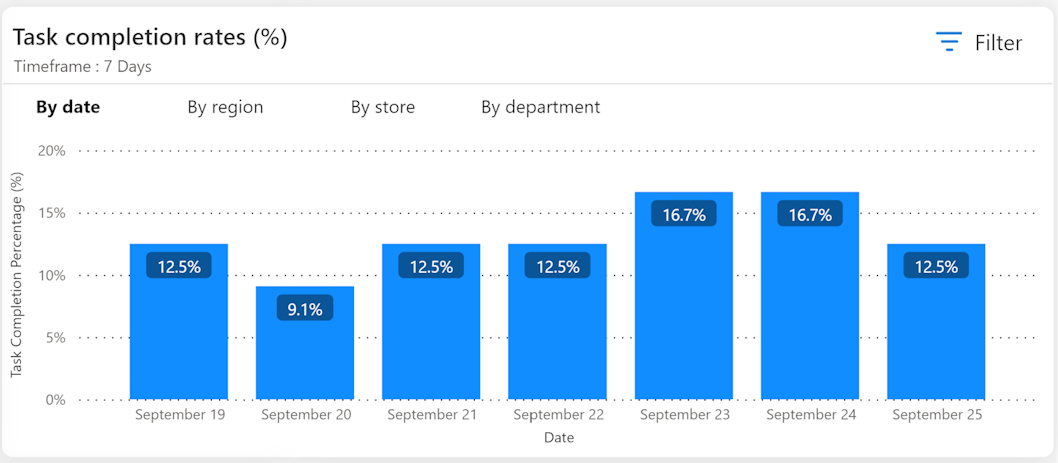 Task completion rates (%)
Filter
Timeframe : 7 Days
By date By region By store By department
Task Completion Percentage (%)
20%
15%
10%
5%
0%
12.5% 9.1% 12.5% 12.5% 16.7% 16.7% 12.5%
September 19 September 20 September 21 September 22 September 23 September 24 September 25
Date